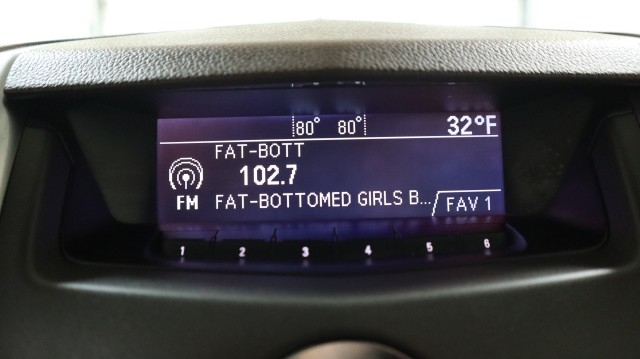 80° 80° 32°F
FAT-BOTT
102.7
FM FAT-BOTTOMED GIRLS B... FAV 1
1 2 3 4 5 6